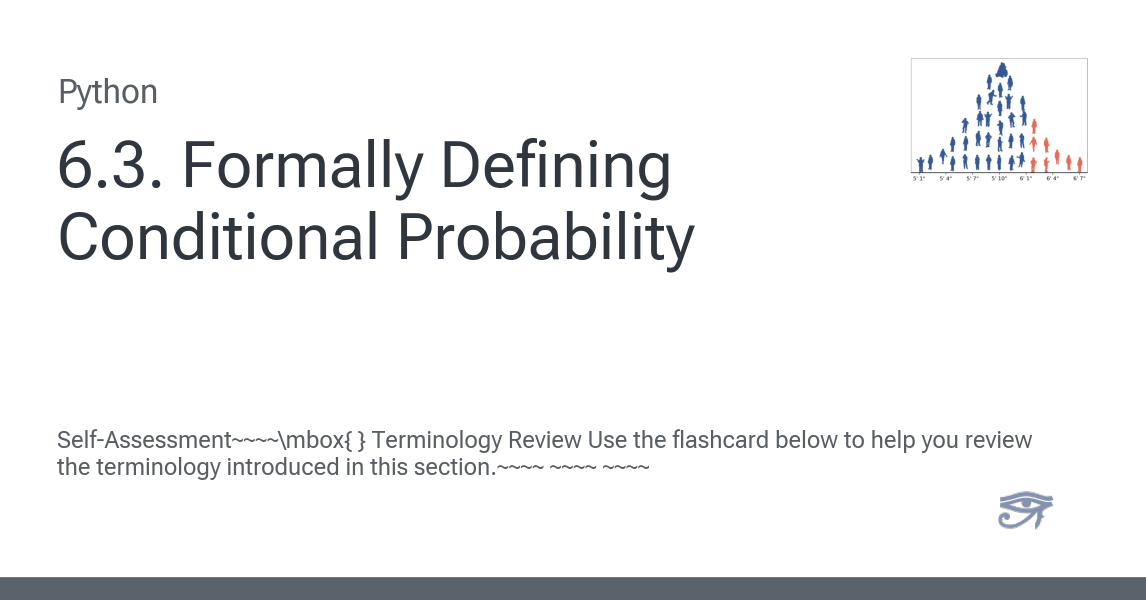 Python
6.3. Formally Defining
Conditional Probability
5' 1" 5' 4" 5' 7" 5' 10" 6' 1" 6' 4" 6' 7"
Self-Assessment~~~~\mbox{ } Terminology Review Use the flashcard below to help you review
the terminology introduced in this section.~~~~ ~~~~ ~~~~